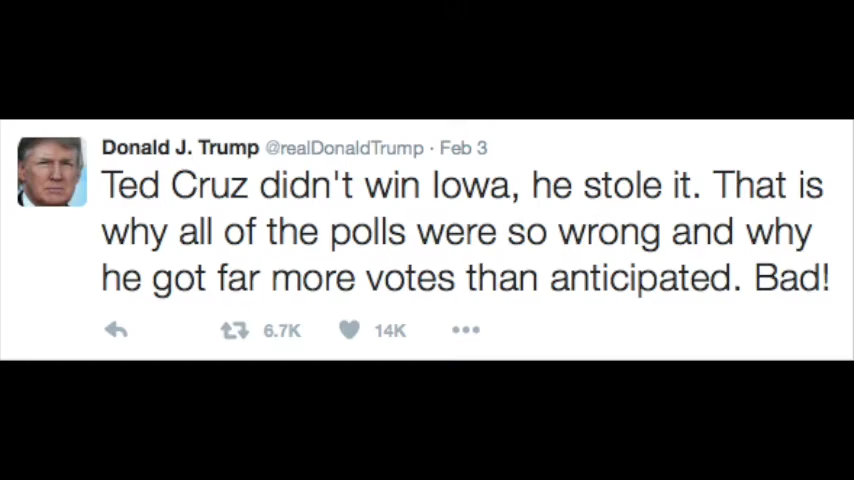 Donald J. Trump @realDonaldTrump · Feb 3
Ted Cruz didn't win Iowa, he stole it. That is
why all of the polls were so wrong and why
he got far more votes than anticipated. Bad!
6.7K 14K